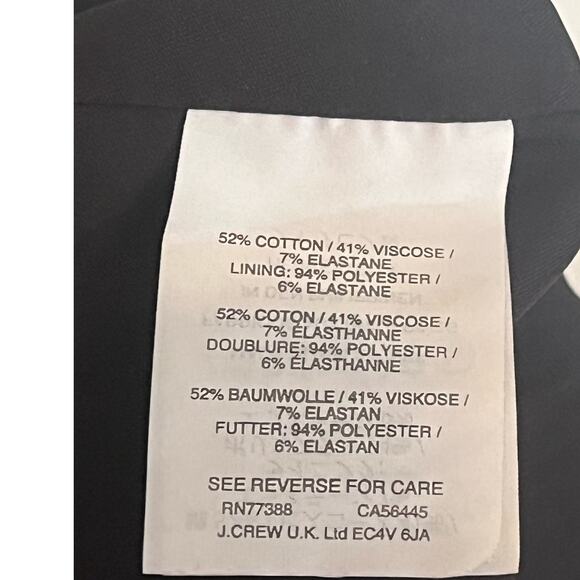 52% COTTON / 41% VISCOSE /
7% ELASTANE
LINING: 94% POLYESTER /
6% ELASTANE
52% COTON / 41% VISCOSE /
7% ÉLASTHANNE
DOUBLURE: 94% POLYESTER /
6% ÉLASTHANNE
52% BAUMWOLLE / 41% VISKOSE /
7% ELASTAN
FUTTER: 94% POLYESTER /
6% ELASTAN
SEE REVERSE FOR CARE
RN77388 CA56445
J.CREW U.K. Ltd EC4V 6JA